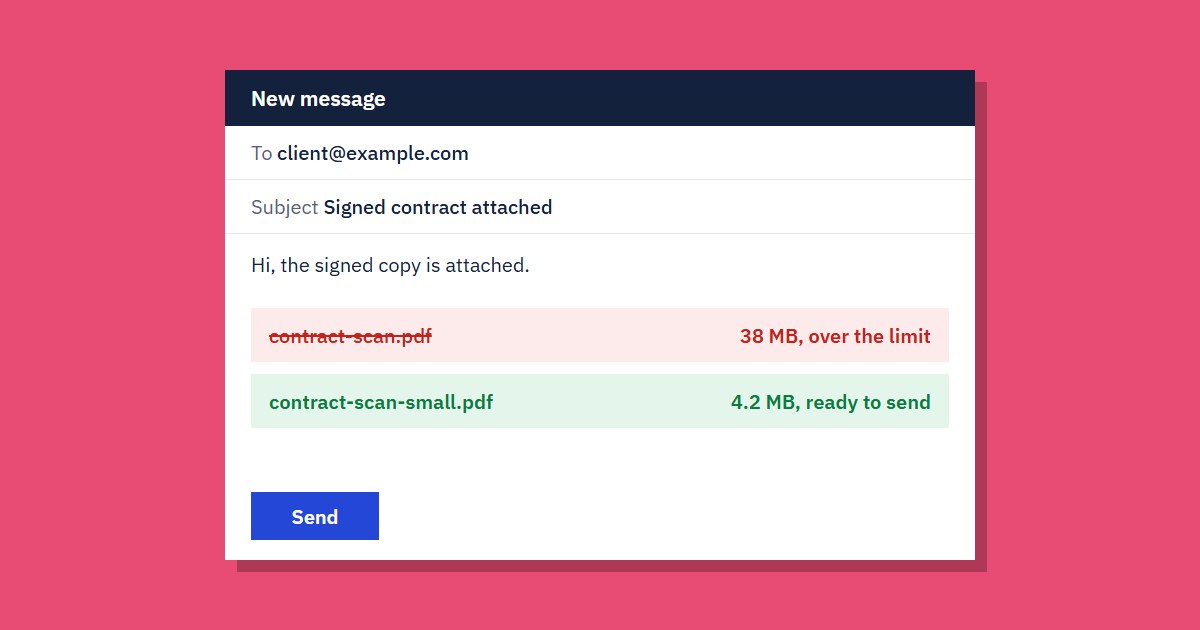 New message
To client@example.com
Subject Signed contract attached
Hi, the signed copy is attached.
contract-scan.pdf 38 MB, over the limit
contract-scan-small.pdf 4.2 MB, ready to send
Send